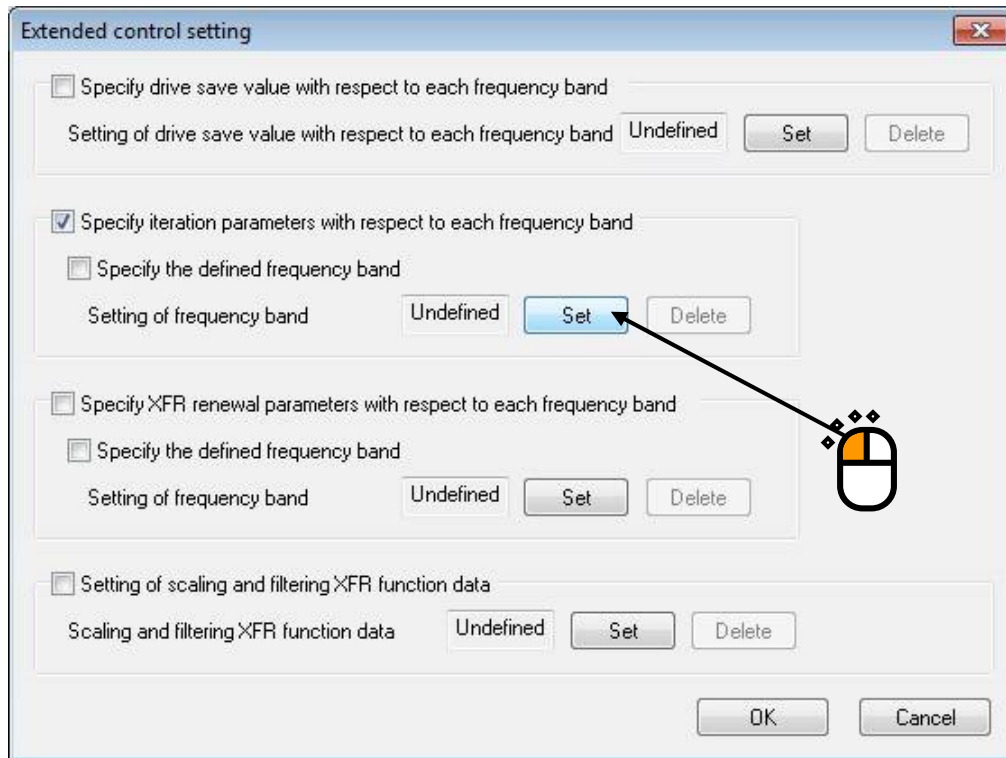 Extended control setting
Specify drive save value with respect to each frequency band
Setting of drive save value with respect to each frequency band Undefined Set Delete
Specify iteration parameters with respect to each frequency band
Specify the defined frequency band
Setting of frequency band Undefined Set Delete
Specify XFR renewal parameters with respect to each frequency band
Specify the defined frequency band
Setting of frequency band Undefined Set Delete
Setting of scaling and filtering XFR function data
Scaling and filtering XFR function data Undefined Set Delete
OK Cancel